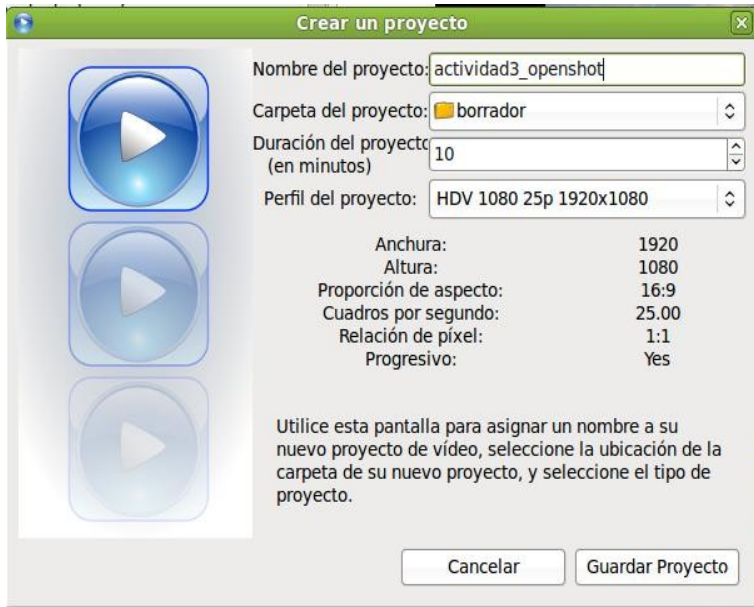 Crear un proyecto
Nombre del proyecto: actividad3_openshot
Carpeta del proyecto: borrador
Duración del proyecto
(en minutos) 10
Perfil del proyecto: HDV 1080 25p 1920x1080
Anchura: 1920
Altura: 1080
Proporción de aspecto: 16:9
Cuadros por segundo: 25.00
Relación de píxel: 1:1
Progresivo: Yes
Utilice esta pantalla para asignar un nombre a su
nuevo proyecto de vídeo, seleccione la ubicación de la
carpeta de su nuevo proyecto, y seleccione el tipo de
proyecto.
Cancelar Guardar Proyecto